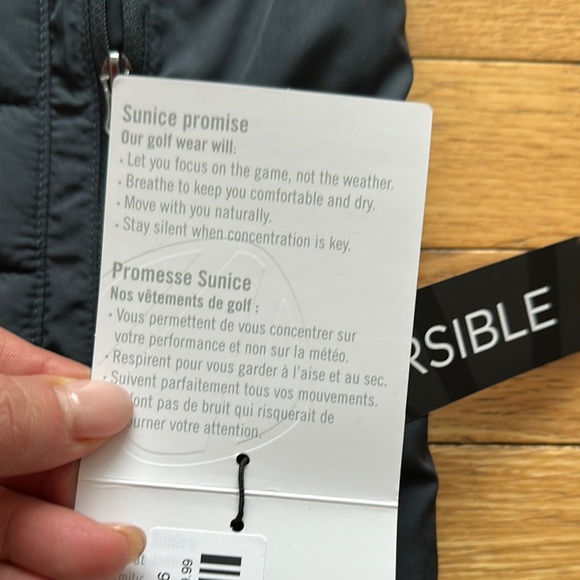 Sunice promise
Our golf wear will:
· Let you focus on the game, not the weather.
· Breathe to keep you comfortable and dry.
· Move with you naturally.
· Stay silent when concentration is key.
Promesse Sunice
Nos vêtements de golf :
· Vous permettent de vous concentrer sur
votre performance et non sur la météo.
· Respirent pour vous garder à l'aise et au sec.
· Suivent parfaitement tous vos mouvements.
font pas de bruit qui risquerait de
ourner votre attention.
RSIBLE
Sunice
.99